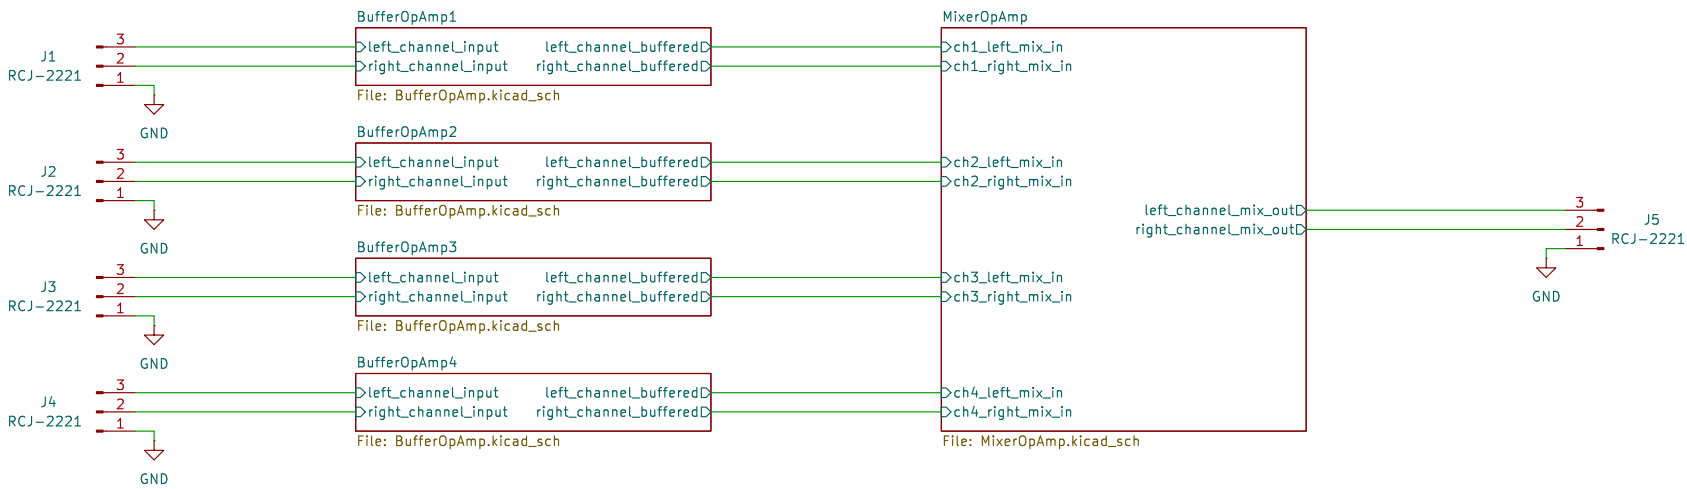 BufferOpAmp1
MixerOpAmp
J1
RCJ-2221
3
2
1
GND
left_channel_input
left_channel_buffered
right_channel_input
right_channel_buffered
File: BufferOpAmp.kicad_sch
ch1_left_mix_in
ch1_right_mix_in
BufferOpAmp2
J2
RCJ-2221
3
2
1
GND
left_channel_input
left_channel_buffered
right_channel_input
right_channel_buffered
File: BufferOpAmp.kicad_sch
ch2_left_mix_in
ch2_right_mix_in
left_channel_mix_out
right_channel_mix_out
3
2
1
J5
RCJ-2221
GND
BufferOpAmp3
J3
RCJ-2221
3
2
1
GND
left_channel_input
left_channel_buffered
right_channel_input
right_channel_buffered
File: BufferOpAmp.kicad_sch
ch3_left_mix_in
ch3_right_mix_in
BufferOpAmp4
J4
RCJ-2221
3
2
1
GND
left_channel_input
left_channel_buffered
right_channel_input
right_channel_buffered
File: BufferOpAmp.kicad_sch
ch4_left_mix_in
ch4_right_mix_in
File: MixerOpAmp.kicad_sch